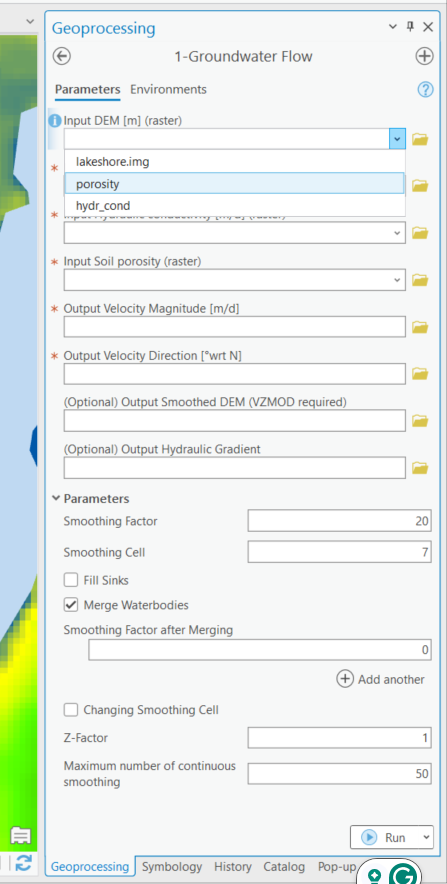 Geoprocessing
1-Groundwater Flow
Parameters Environments
Input DEM [m] (raster)
lakeshore.img
* porosity
hydr_cond
* Input Hydraulic conductivity [m/d] (raster)
* Input Soil porosity (raster)
* Output Velocity Magnitude [m/d]
* Output Velocity Direction [°wrt N]
(Optional) Output Smoothed DEM (VZMOD required)
(Optional) Output Hydraulic Gradient
Parameters
Smoothing Factor 20
Smoothing Cell 7
Fill Sinks
Merge Waterbodies
Smoothing Factor after Merging
0
Add another
Changing Smoothing Cell
Z-Factor 1
Maximum number of continuous
smoothing 50
Run
Geoprocessing Symbology History Catalog Pop-up